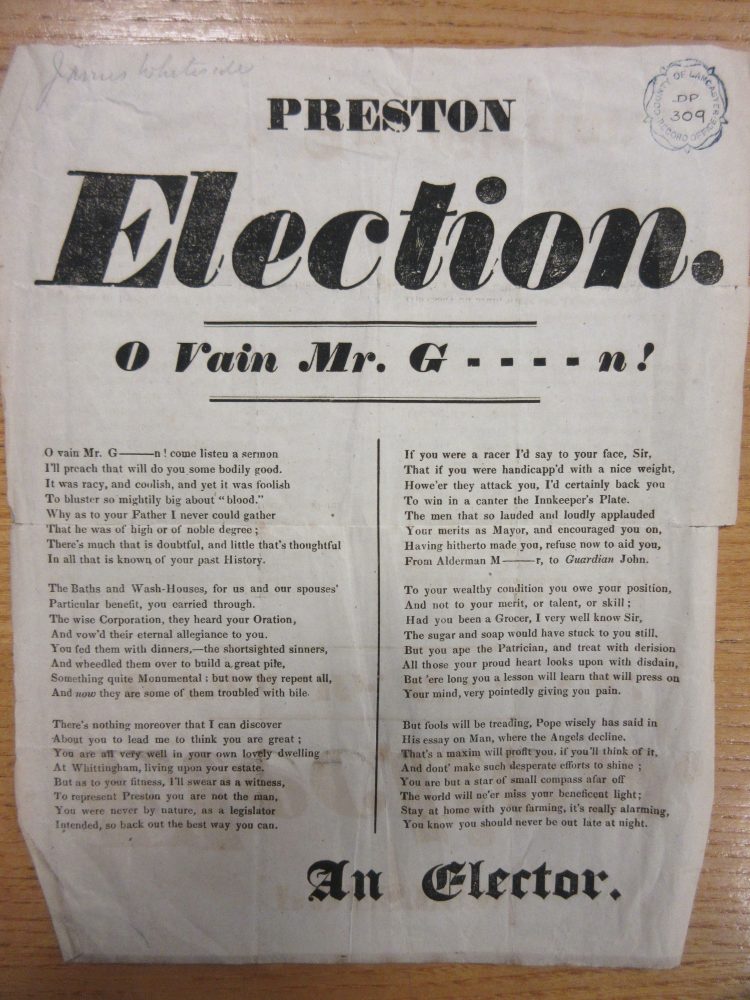 James Whiteside
COUNTY OF LANCASTER
DP
309
RECORD OFFICE
PRESTON
Election.
O Vain Mr. G - - - - n!
O vain Mr. G———n! come listen a sermon
I'll preach that will do you some bodily good.
It was racy, and coolish, and yet it was foolish
To bluster so mightily big about "blood."
Why as to your Father I never could gather
That he was of high or of noble degree;
There's much that is doubtful, and little that's thoughtful
In all that is known of your past History.
The Baths and Wash-Houses, for us and our spouses'
Particular benefit, you carried through.
The wise Corporation, they heard your Oration,
And vow'd their eternal allegiance to you.
You fed them with dinners,—the shortsighted sinners,
And wheedled them over to build a great pile,
Something quite Monumental; but now they repent all,
And now they are some of them troubled with bile.
There's nothing moreover that I can discover
About you to lead me to think you are great;
You are all very well in your own lovely dwelling
At Whittingham, living upon your estate.
But as to your fitness, I'll swear as a witness,
To represent Preston you are not the man,
You were never by nature, as a legislator
Intended, so back out the best way you can.
If you were a racer I'd say to your face, Sir,
That if you were handicapp'd with a nice weight,
Howe'er they attack you, I'd certainly back you
To win in a canter the Innkeeper's Plate.
The men that so lauded and loudly applauded
Your merits as Mayor, and encouraged you on,
Having hitherto made you, refuse now to aid you,
From Alderman M———r, to Guardian John.
To your wealthy condition you owe your position,
And not to your merit, or talent, or skill;
Had you been a Grocer, I very well know Sir,
The sugar and soap would have stuck to you still.
But you ape the Patrician, and treat with derision
All those your proud heart looks upon with disdain,
But 'ere long you a lesson will learn that will press on
Your mind, very pointedly giving you pain.
But fools will be treading, Pope wisely has said in
His essay on Man, where the Angels decline.
That's a maxim will profit you, if you'll think of it,
And dont' make such desperate efforts to shine;
You are but a star of small compass afar off
The world will ne'er miss your beneficent light;
Stay at home with your farming, it's really alarming,
You know you should never be out late at night.
An Elector.